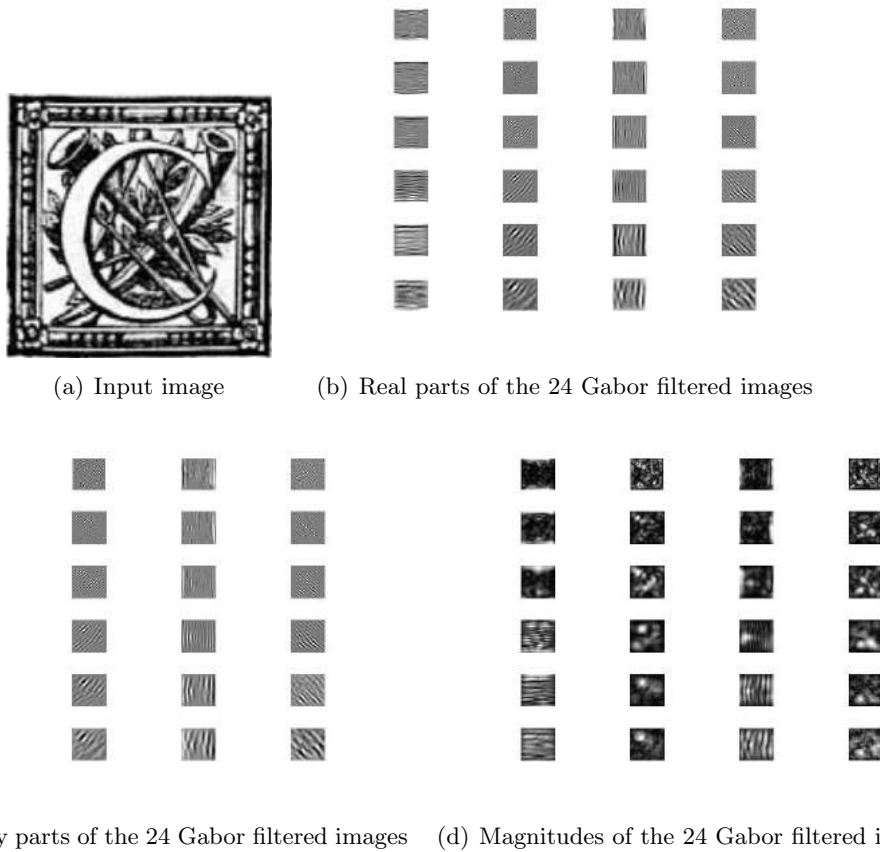 C
(a) Input image
(b) Real parts of the 24 Gabor filtered images
y parts of the 24 Gabor filtered images
(d) Magnitudes of the 24 Gabor filtered i